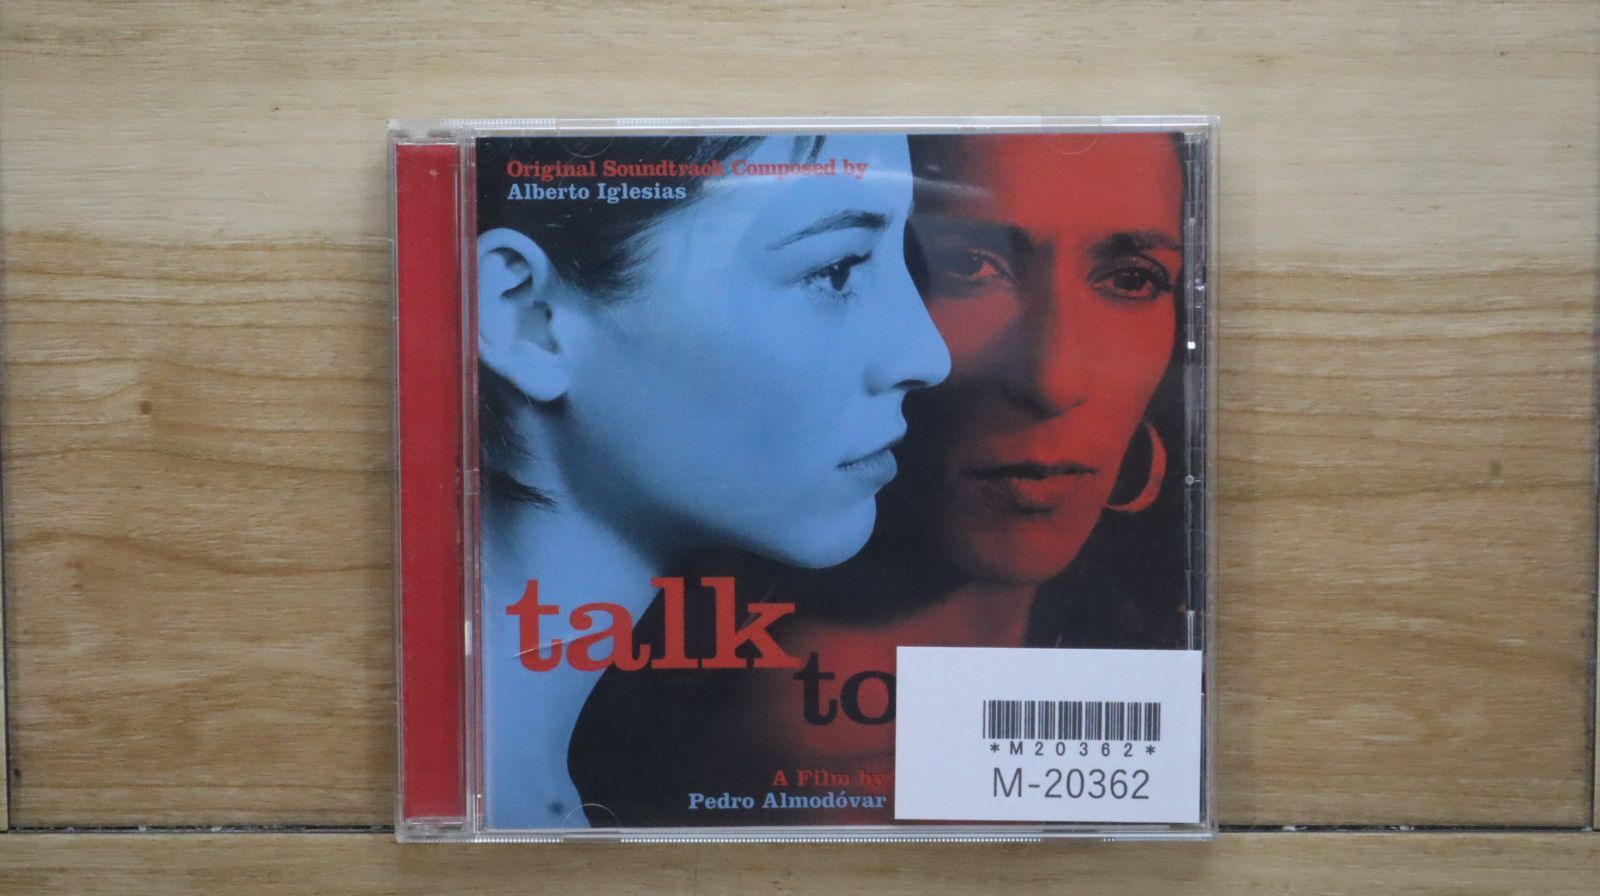 Original Soundtrack Composed by
Alberto Iglesias
talk
to
A Film by
Pedro Almodóvar
*M20362*
M-20362